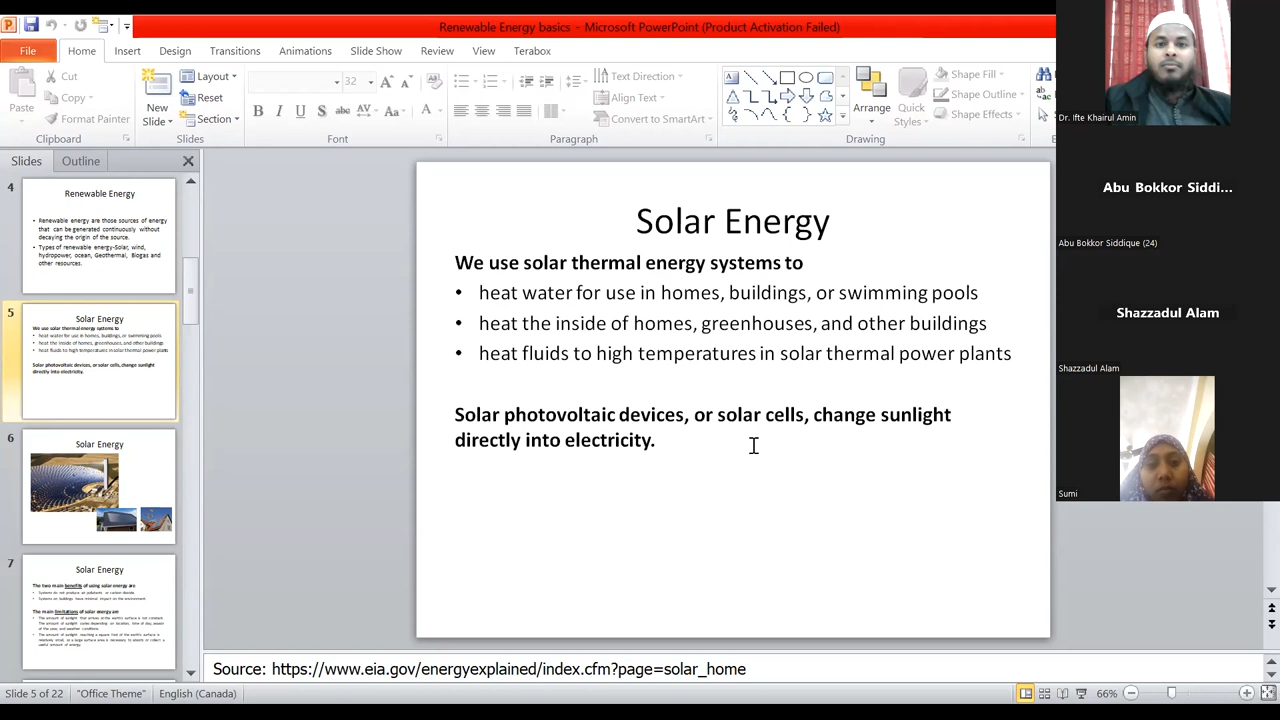 Renewable Energy basics - Microsoft PowerPoint (Product Activation Failed)
File Home Insert Design Transitions Animations Slide Show Review View Terabox
Paste
Cut
Copy
Format Painter
Clipboard
New Slide
Layout
Reset
Section
Slides
32
B I U S abc AV Aa A
Font
Text Direction
Align Text
Convert to SmartArt
Paragraph
Arrange
Quick Styles
Shape Fill
Shape Outline
Shape Effects
Drawing
Slides Outline
4
Renewable Energy
• Renewable energy are those sources of energy
that can be generated continuously without
decaying the origin of the source.
• Types of renewable energy-Solar, wind,
hydropower, ocean, Geothermal, Biogas and
other resources.
5
Solar Energy
We use solar thermal energy systems to
• heat water for use in homes, buildings, or swimming pools
• heat the inside of homes, greenhouses, and other buildings
• heat fluids to high temperatures in solar thermal power plants
Solar photovoltaic devices, or solar cells, change sunlight
directly into electricity.
6
Solar Energy
7
Solar Energy
The two main benefits of using solar energy are
• Systems do not produce air pollutants or carbon dioxide.
• Systems on buildings have minimal impact on the environment.
The main limitations of solar energy are
• The amount of sunlight that arrives at the earth's surface is not constant.
The amount of sunlight varies depending on location, time of day, season
of the year, and weather conditions.
• The amount of sunlight reaching a square foot of the earth's surface is
relatively small, so a large surface area is necessary to absorb or collect a
useful amount of energy.
Solar Energy
We use solar thermal energy systems to
• heat water for use in homes, buildings, or swimming pools
• heat the inside of homes, greenhouses, and other buildings
• heat fluids to high temperatures in solar thermal power plants
Solar photovoltaic devices, or solar cells, change sunlight
directly into electricity.
Source: https://www.eia.gov/energyexplained/index.cfm?page=solar_home
Slide 5 of 22 "Office Theme" English (Canada) 66%
Dr. Ifte Khairul Amin
Abu Bokkor Siddi...
Abu Bokkor Siddique (24)
Shazzadul Alam
Shazzadul Alam
Sumi